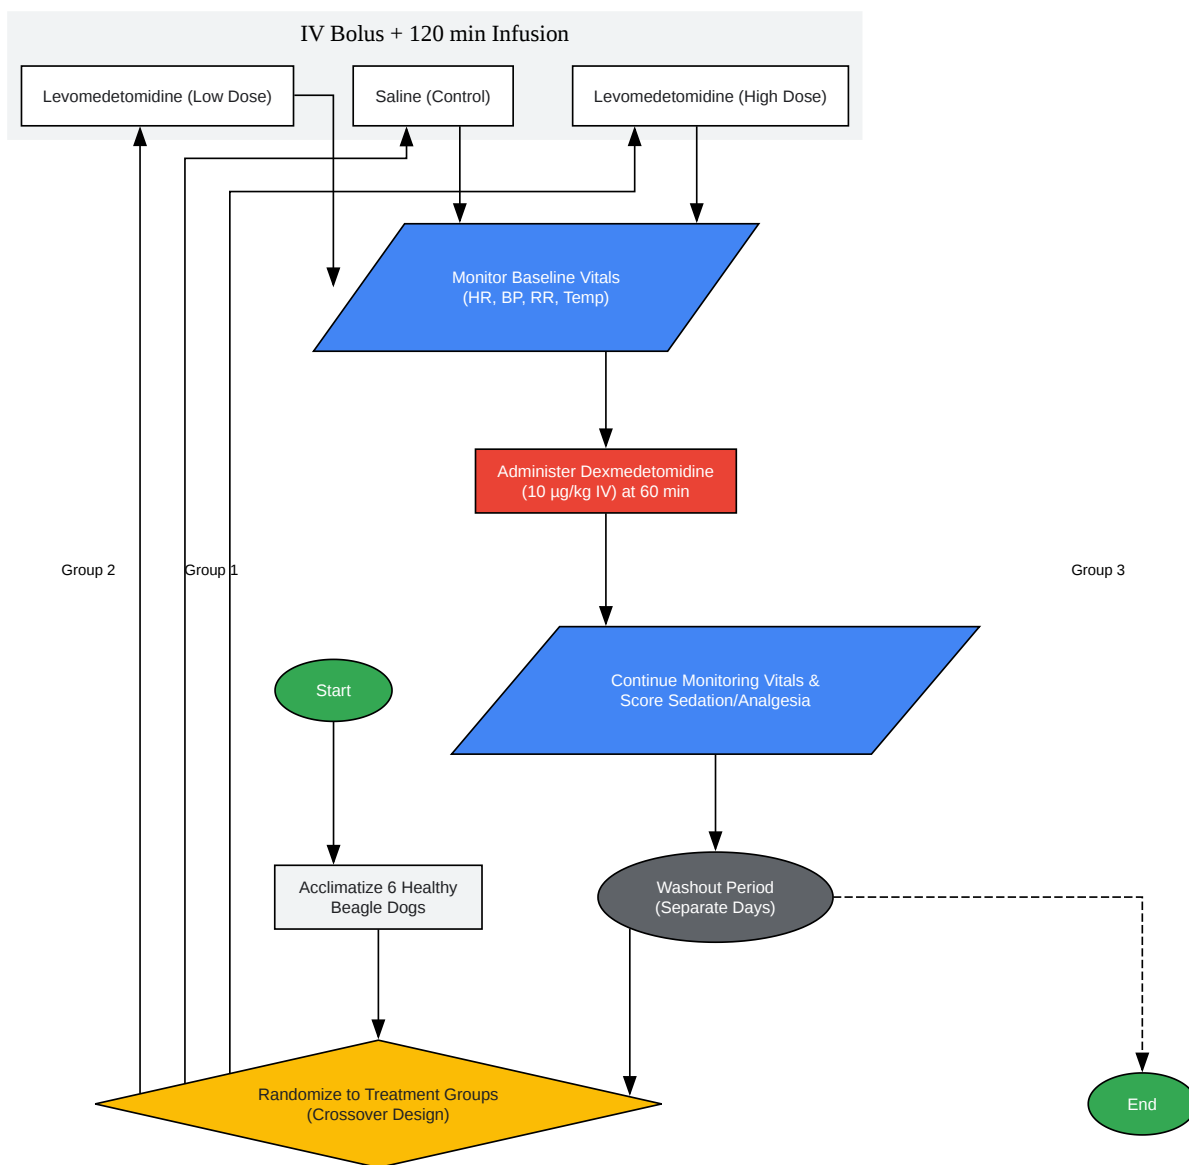 IV Bolus + 120 min Infusion
Levomedetomidine (Low Dose)
Saline (Control)
Levomedetomidine (High Dose)
Monitor Baseline Vitals
(HR, BP, RR, Temp)
Administer Dexmedetomidine
(10 µg/kg IV) at 60 min
Group 2
Group 1
Group 3
Start
Continue Monitoring Vitals &
Score Sedation/Analgesia
Acclimatize 6 Healthy
Beagle Dogs
Washout Period
(Separate Days)
Randomize to Treatment Groups
(Crossover Design)
End